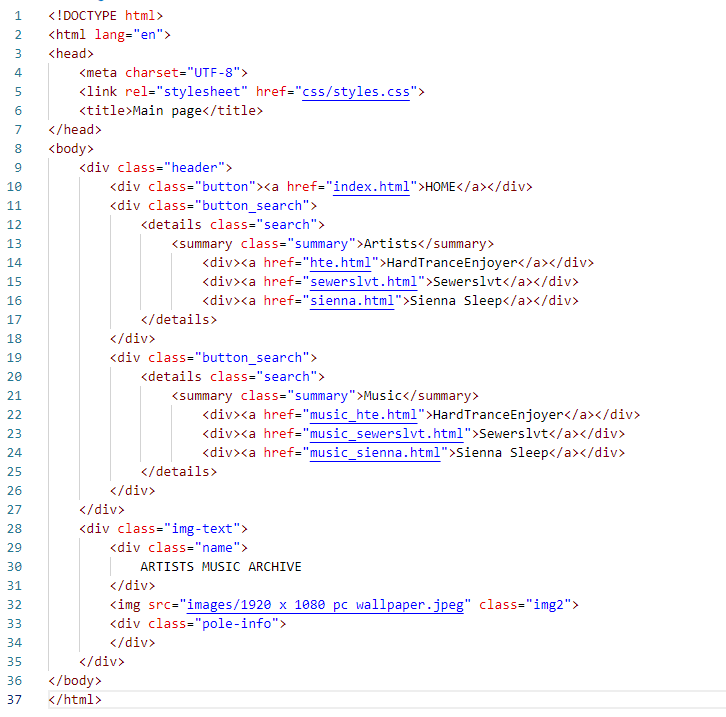 1 <!DOCTYPE html>
2 <html lang="en">
3 <head>
4     <meta charset="UTF-8">
5     <link rel="stylesheet" href="css/styles.css">
6     <title>Main page</title>
7 </head>
8 <body>
9     <div class="header">
10         <div class="button"><a href="index.html">HOME</a></div>
11         <div class="button_search">
12             <details class="search">
13                 <summary class="summary">Artists</summary>
14                     <div><a href="hte.html">HardTranceEnjoyer</a></div>
15                     <div><a href="sewerslvt.html">Sewerslvt</a></div>
16                     <div><a href="sienna.html">Sienna Sleep</a></div>
17             </details>
18         </div>
19         <div class="button_search">
20             <details class="search">
21                 <summary class="summary">Music</summary>
22                     <div><a href="music_hte.html">HardTranceEnjoyer</a></div>
23                     <div><a href="music_sewerslvt.html">Sewerslvt</a></div>
24                     <div><a href="music_sienna.html">Sienna Sleep</a></div>
25             </details>
26         </div>
27     </div>
28     <div class="img-text">
29         <div class="name">
30             ARTISTS MUSIC ARCHIVE
31         </div>
32         <img src="images/1920 x 1080 pc wallpaper.jpeg" class="img2">
33         <div class="pole-info">
34         </div>
35     </div>
36 </body>
37 </html>